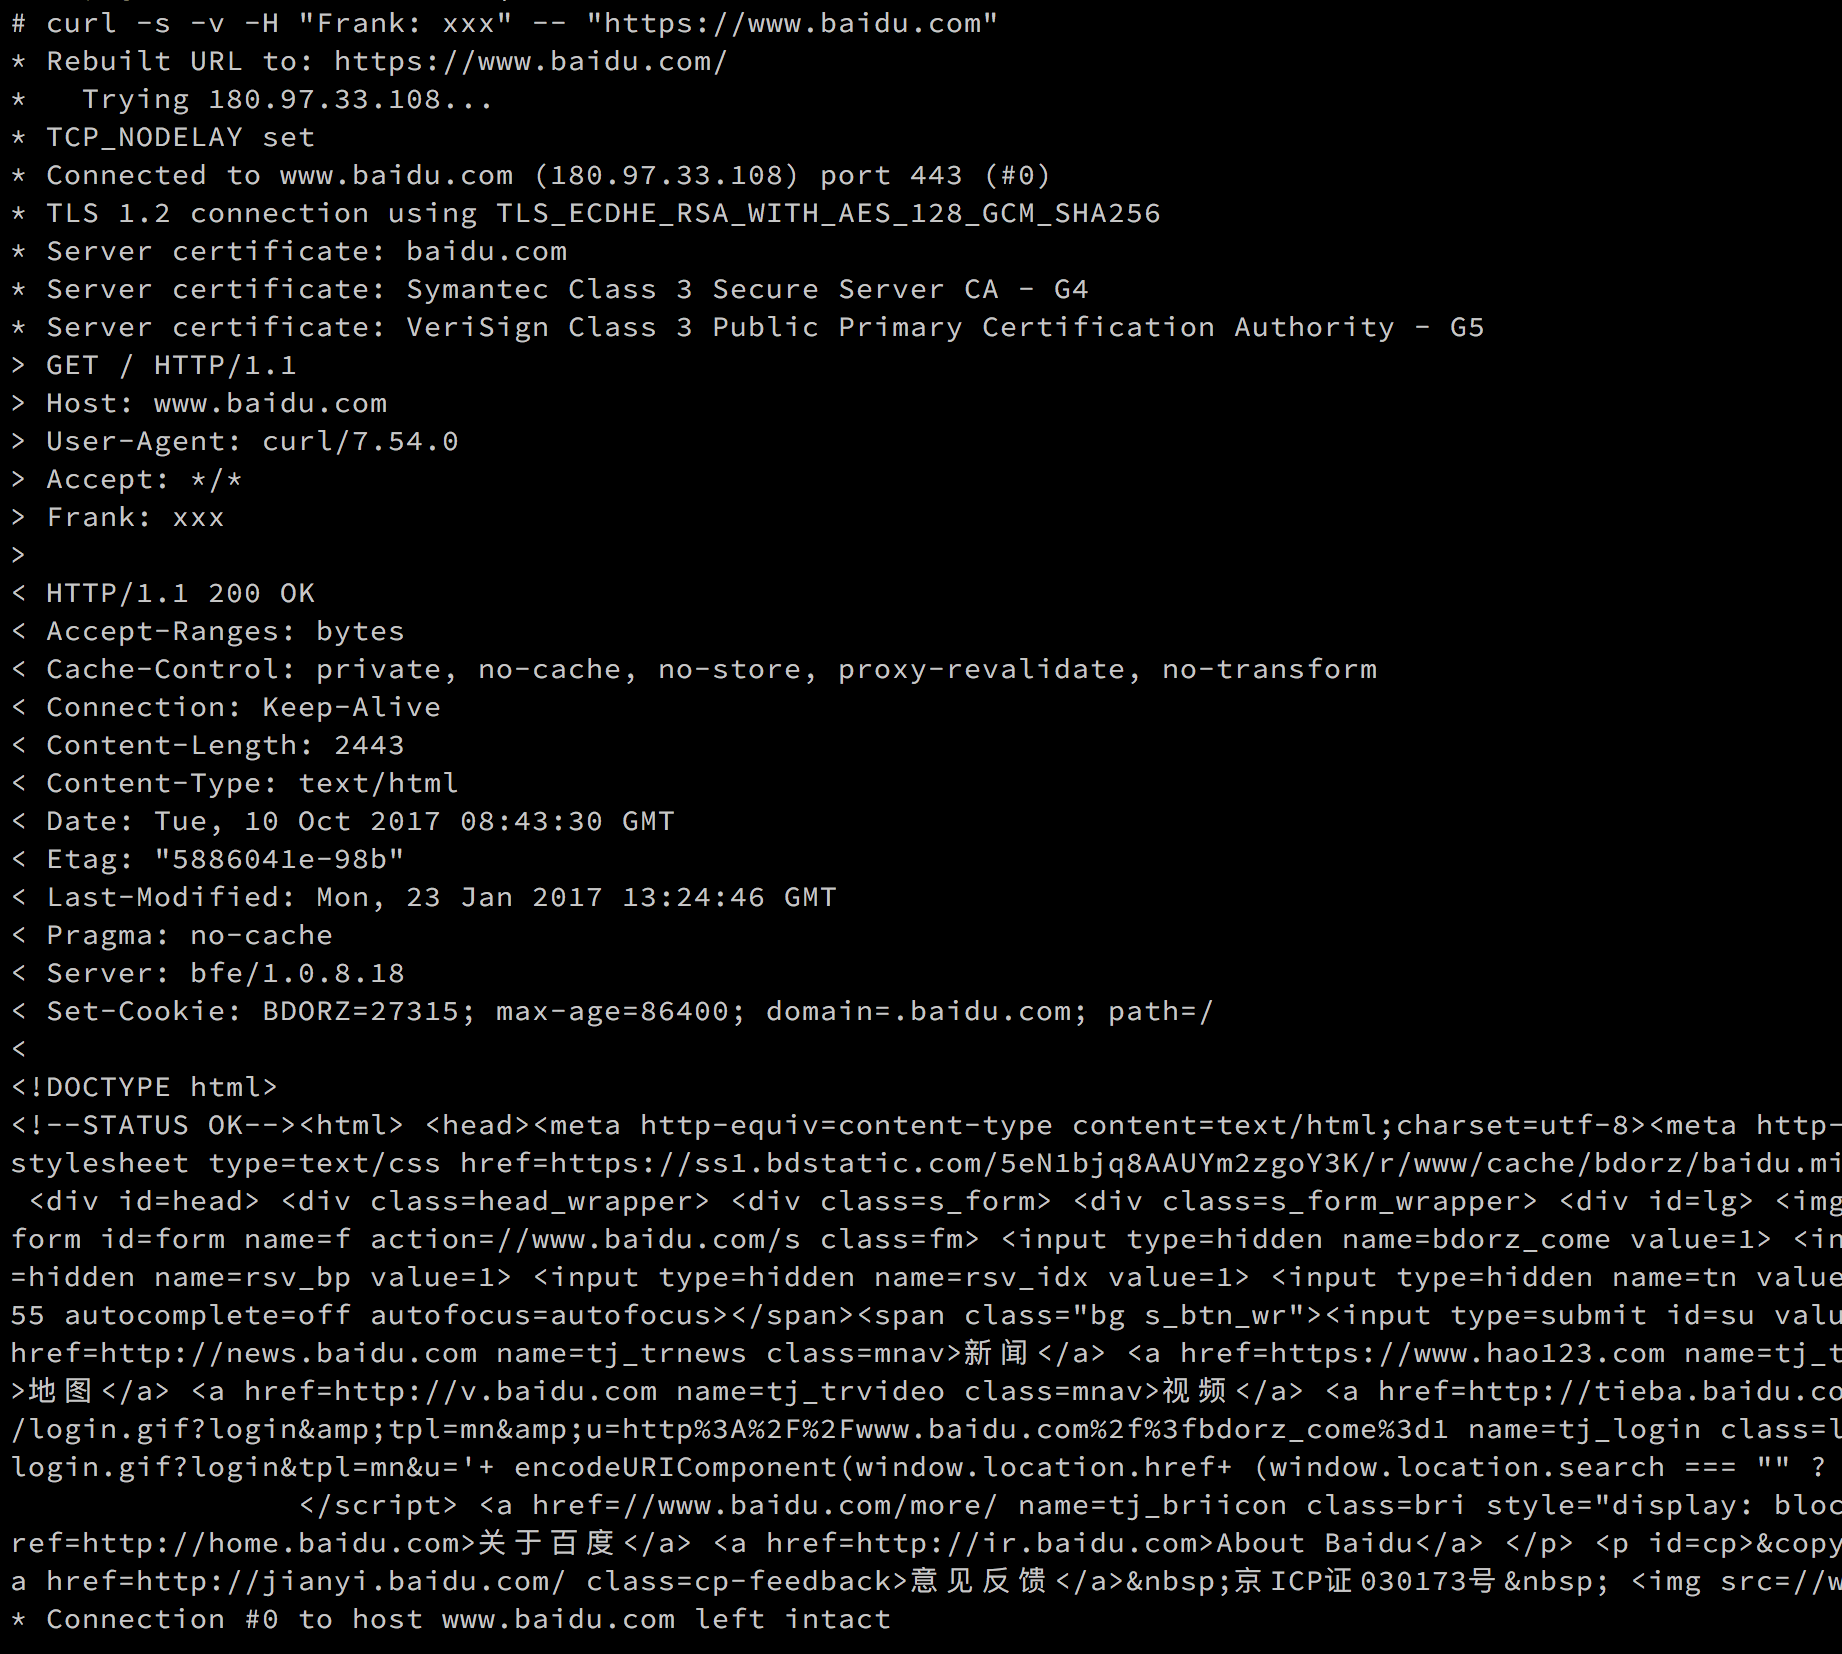 # curl -s -v -H "Frank: xxx" -- "https://www.baidu.com"
* Rebuilt URL to: https://www.baidu.com/
*   Trying 180.97.33.108...
* TCP_NODELAY set
* Connected to www.baidu.com (180.97.33.108) port 443 (#0)
* TLS 1.2 connection using TLS_ECDHE_RSA_WITH_AES_128_GCM_SHA256
* Server certificate: baidu.com
* Server certificate: Symantec Class 3 Secure Server CA - G4
* Server certificate: VeriSign Class 3 Public Primary Certification Authority - G5
> GET / HTTP/1.1
> Host: www.baidu.com
> User-Agent: curl/7.54.0
> Accept: */*
> Frank: xxx
>
< HTTP/1.1 200 OK
< Accept-Ranges: bytes
< Cache-Control: private, no-cache, no-store, proxy-revalidate, no-transform
< Connection: Keep-Alive
< Content-Length: 2443
< Content-Type: text/html
< Date: Tue, 10 Oct 2017 08:43:30 GMT
< Etag: "5886041e-98b"
< Last-Modified: Mon, 23 Jan 2017 13:24:46 GMT
< Pragma: no-cache
< Server: bfe/1.0.8.18
< Set-Cookie: BDORZ=27315; max-age=86400; domain=.baidu.com; path=/
<
<!DOCTYPE html>
<!--STATUS OK--><html> <head><meta http-equiv=content-type content=text/html;charset=utf-8><meta http-
stylesheet type=text/css href=https://ss1.bdstatic.com/5eN1bjq8AAUYm2zgoY3K/r/www/cache/bdorz/baidu.mi
 <div id=head> <div class=head_wrapper> <div class=s_form> <div class=s_form_wrapper> <div id=lg> <img
form id=form name=f action=//www.baidu.com/s class=fm> <input type=hidden name=bdorz_come value=1> <in
=hidden name=rsv_bp value=1> <input type=hidden name=rsv_idx value=1> <input type=hidden name=tn value
55 autocomplete=off autofocus=autofocus></span><span class="bg s_btn_wr"><input type=submit id=su valu
href=http://news.baidu.com name=tj_trnews class=mnav>新闻</a> <a href=https://www.hao123.com name=tj_t
>地图</a> <a href=http://v.baidu.com name=tj_trvideo class=mnav>视频</a> <a href=http://tieba.baidu.co
/login.gif?login&amp;tpl=mn&amp;u=http%3A%2F%2Fwww.baidu.com%2f%3fbdorz_come%3d1 name=tj_login class=l
login.gif?login&tpl=mn&u='+ encodeURIComponent(window.location.href+ (window.location.search === "" ?
                </script> <a href=//www.baidu.com/more/ name=tj_briicon class=bri style="display: bloc
ref=http://home.baidu.com>关于百度</a> <a href=http://ir.baidu.com>About Baidu</a> </p> <p id=cp>&copy
a href=http://jianyi.baidu.com/ class=cp-feedback>意见反馈</a>&nbsp;京ICP证030173号&nbsp; <img src=//w
* Connection #0 to host www.baidu.com left intact